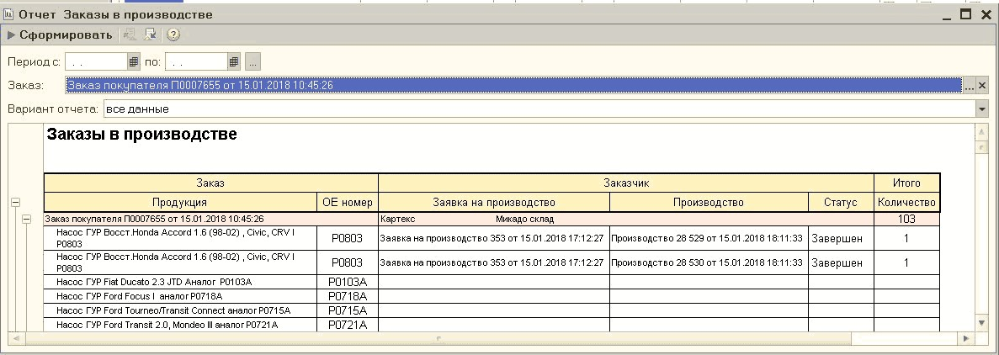 Отчет Заказы в производстве
Сформировать
Период с: . . по: . . ...
Заказ: Заказ покупателя П0007655 от 15.01.2018 10:45:26 ...
Вариант отчета: все данные
Заказы в производстве
Заказ Заказчик Итого
Продукция ОЕ номер Заявка на производство Производство Статус Количество
Заказ покупателя П0007655 от 15.01.2018 10:45:26 Картекс Микадо склад 103
Насос ГУР Восст.Honda Accord 1.6 (98-02) , Civic, CRV I
P0803 P0803 Заявка на производство 353 от 15.01.2018 17:12:27 Производство 28 529 от 15.01.2018 18:11:33 Завершен 1
Насос ГУР Восст.Honda Accord 1.6 (98-02) , Civic, CRV I
P0803 P0803 Заявка на производство 353 от 15.01.2018 17:12:27 Производство 28 530 от 15.01.2018 18:11:33 Завершен 1
Насос ГУР Fiat Ducato 2.3 JTD Аналог P0103A P0103A
Насос ГУР Ford Focus I аналог P0718A P0718A
Насос ГУР Ford Tourneo/Transit Connect аналог P0715A P0715A
Насос ГУР Ford Transit 2.0, Mondeo III аналог P0721A P0721A